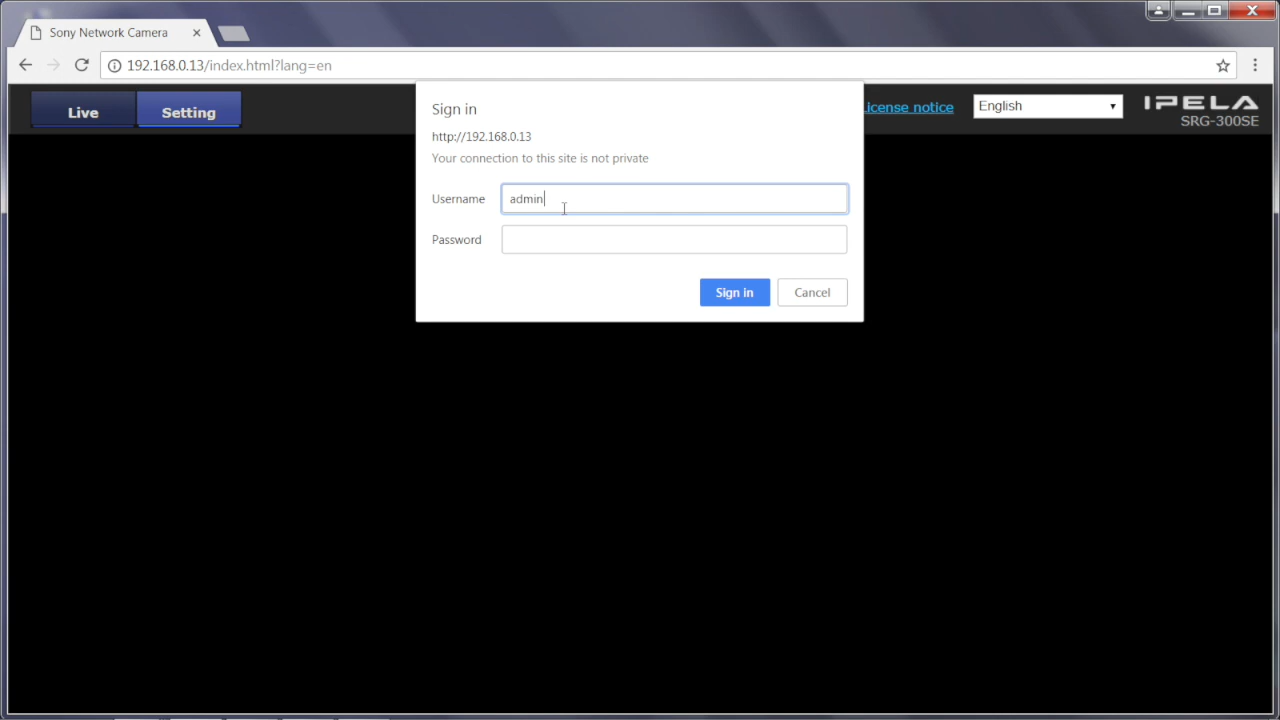 Sony Network Camera
192.168.0.13/index.html?lang=en
Live
Setting
License notice
English
IPELA
SRG-300SE
Sign in
http://192.168.0.13
Your connection to this site is not private
Username
admin
Password
Sign in
Cancel